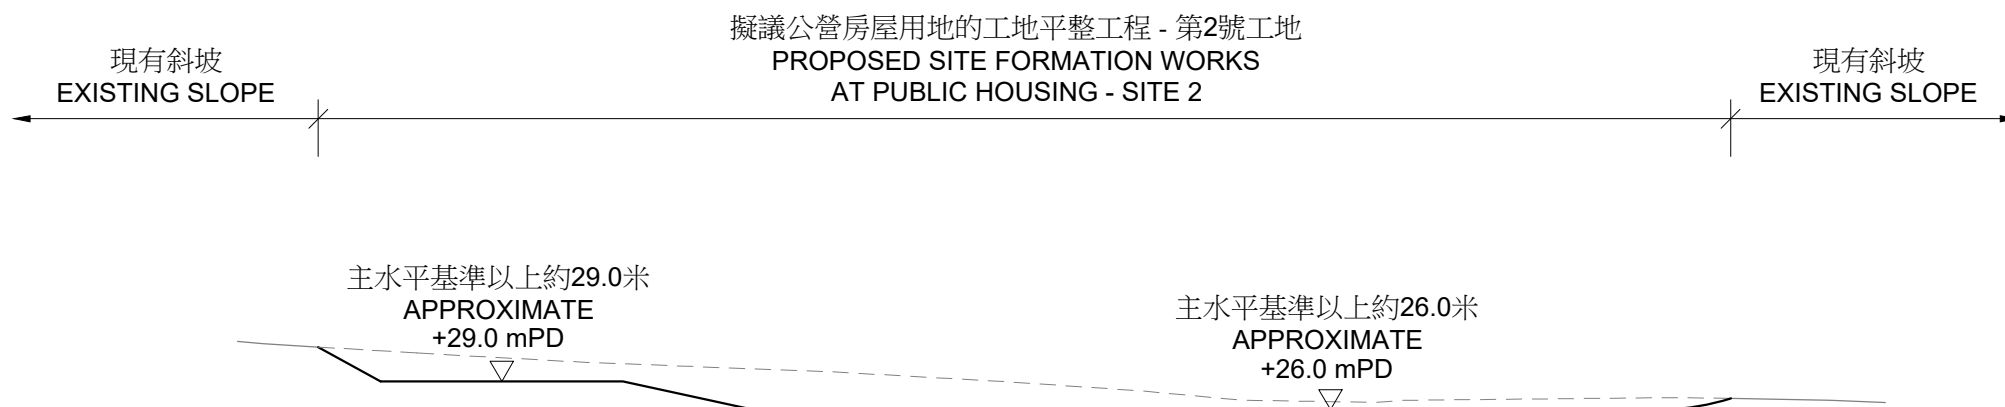 擬議公營房屋用地的工地平整工程 - 第2號工地
PROPOSED SITE FORMATION WORKS
AT PUBLIC HOUSING - SITE 2
現有斜坡
EXISTING SLOPE
現有斜坡
EXISTING SLOPE
主水平基準以上約29.0米
APPROXIMATE
+29.0 mPD
主水平基準以上約26.0米
APPROXIMATE
+26.0 mPD